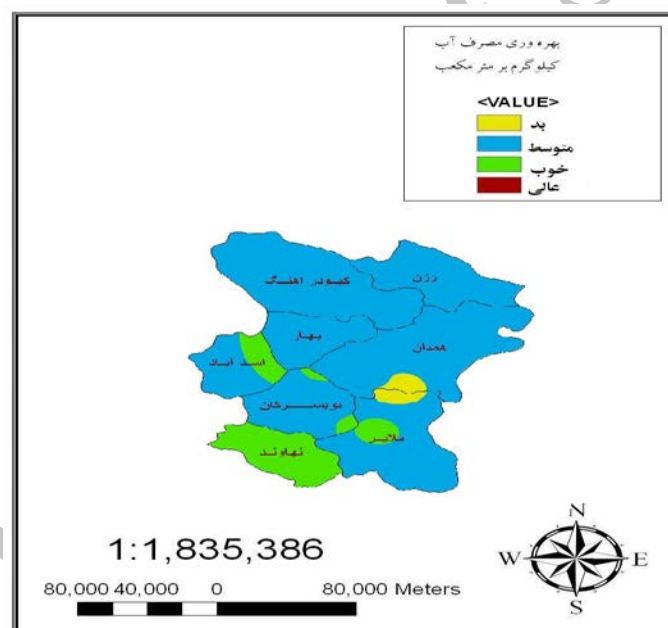 بهره وری مصرف آب
کیلوگرم بر متر مکعب
<VALUE>
بد
متوسط
خوب
عالی
کبودر اهنگ
رزن
بهار
همدان
اسد آباد
تویسرکان
ملایر
نهاوند
1:1,835,386
80,000 40,000 0 80,000 Meters
N
W E
S